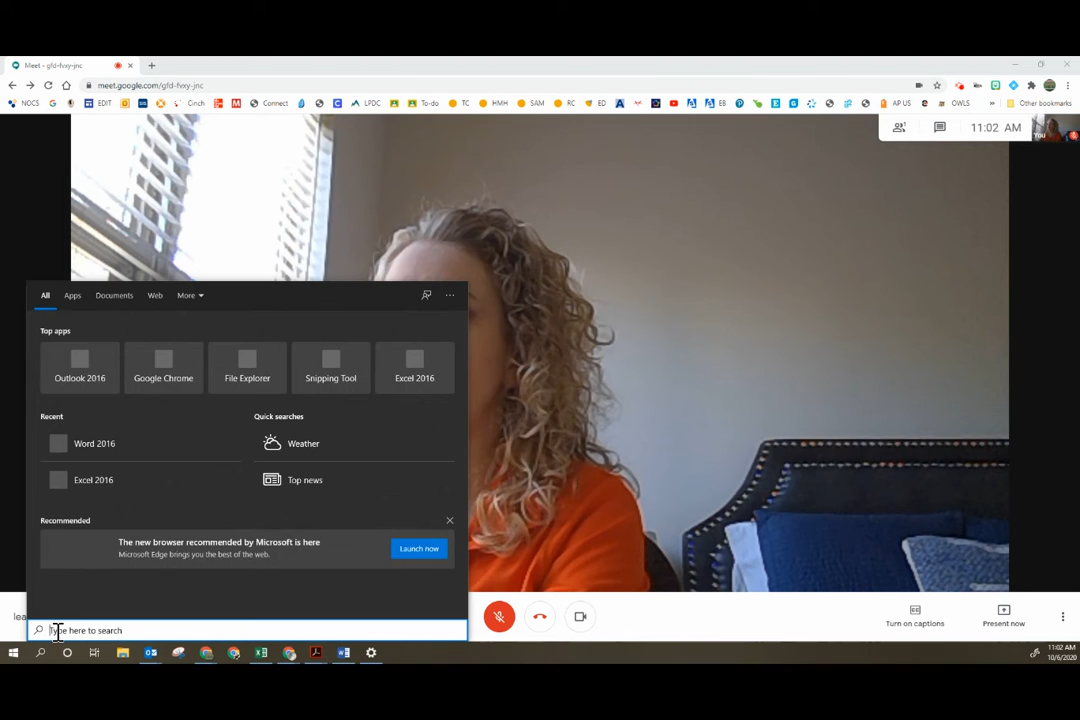 Meet - gfd-fvxy-jnc
meet.google.com/gfd-fvxy-jnc
NOCS EDIT Cinch Connect LPDC To-do TC HMH SAM RC ED EB AP US OWLS » Other bookmarks
11:02 AM
You
All Apps Documents Web More
Top apps
Outlook 2016 Google Chrome File Explorer Snipping Tool Excel 2016
Recent Quick searches
Word 2016 Weather
Excel 2016 Top news
Recommended
The new browser recommended by Microsoft is here
Microsoft Edge brings you the best of the web.
Launch now
Turn on captions Present now
Type here to search
11:02 AM
10/6/2020